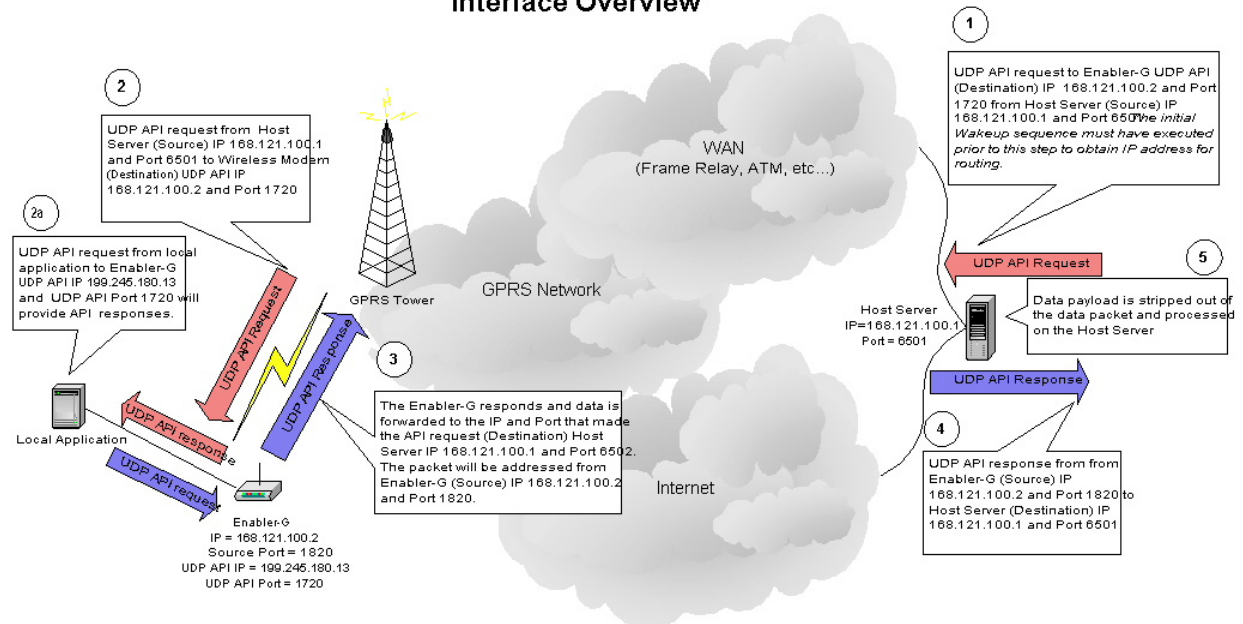 Interface Overview
1
UDP API request to Enabler-G UDP API
(Destination) IP 168.121.100.2 and Port
1720 from Host Server (Source) IP
168.121.100.1 and Port 6501 The initial
Wakeup sequence must have executed
prior to this step to obtain IP address for
routing.
2
UDP API request from Host
Server (Source) IP 168.121.100.1
and Port 6501 to Wireless Modem
(Destination) UDP API IP
168.121.100.2 and Port 1720
2a
UDP API request from local
application to Enabler-G
UDP API IP 199.245.180.13
and UDP API Port 1720 will
provide API responses.
WAN
(Frame Relay, ATM, etc...)
GPRS Tower
GPRS Network
UDP API Request
UDP API Response
3
The Enabler-G responds and data is
forwarded to the IP and Port that made
the API request (Destination) Host
Server IP 168.121.100.1 and Port 6502.
The packet will be addressed from
Enabler-G (Source) IP 168.121.100.2
and Port 1820.
Local Application
UDP API response
UDP API request
Enabler-G
IP = 168.121.100.2
Source Port = 1820
UDP API IP = 199.245.180.13
UDP API Port = 1720
Internet
UDP API Request
5
Data payload is stripped out of
the data packet and processed
on the Host Server
Host Server
IP=168.121.100.1
Port = 6501
UDP API Response
4
UDP API response from from
Enabler-G (Source) IP
168.121.100.2 and Port 1820 to
Host Server (Destination) IP
168.121.100.1 and Port 6501